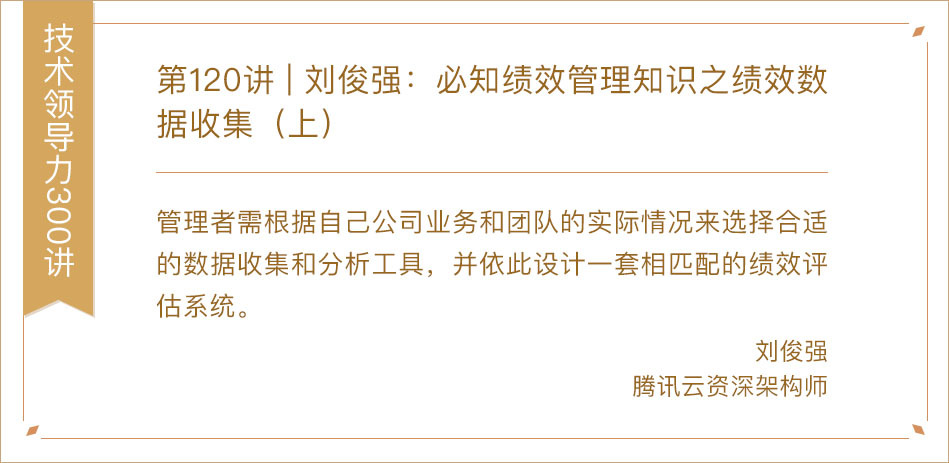 技术领导力300讲
第120讲 | 刘俊强：必知绩效管理知识之绩效数
据收集（上）
管理者需根据自己公司业务和团队的实际情况来选择合适
的数据收集和分析工具，并依此设计一套相匹配的绩效评
估系统。
刘俊强
腾讯云资深架构师